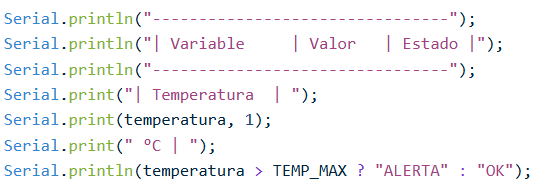 Serial.println("--------------------------------");
Serial.println("| Variable     | Valor   | Estado |");
Serial.println("--------------------------------");
Serial.print("| Temperatura  | ");
Serial.print(temperatura, 1);
Serial.print(" ºC | ");
Serial.println(temperatura > TEMP_MAX ? "ALERTA" : "OK");